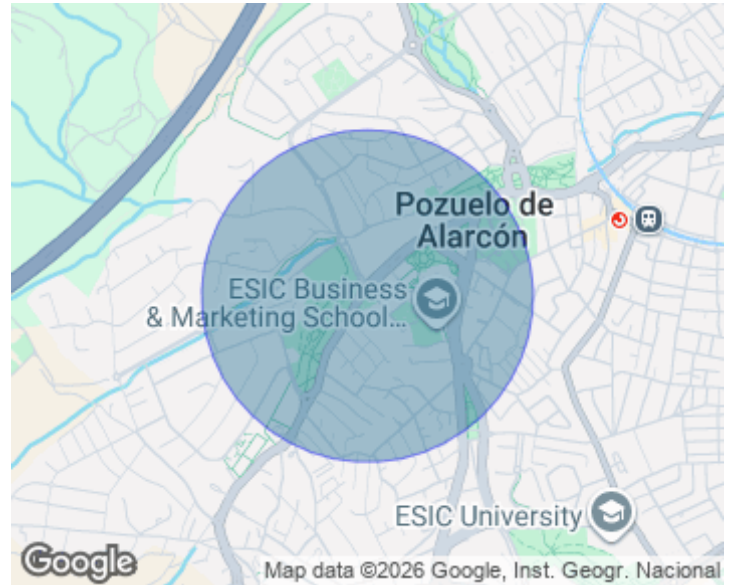 Pozuelo de
Alarcón
ESIC Business
& Marketing School...
ESIC University
Google
Map data ©2026 Google, Inst. Geogr. Nacional